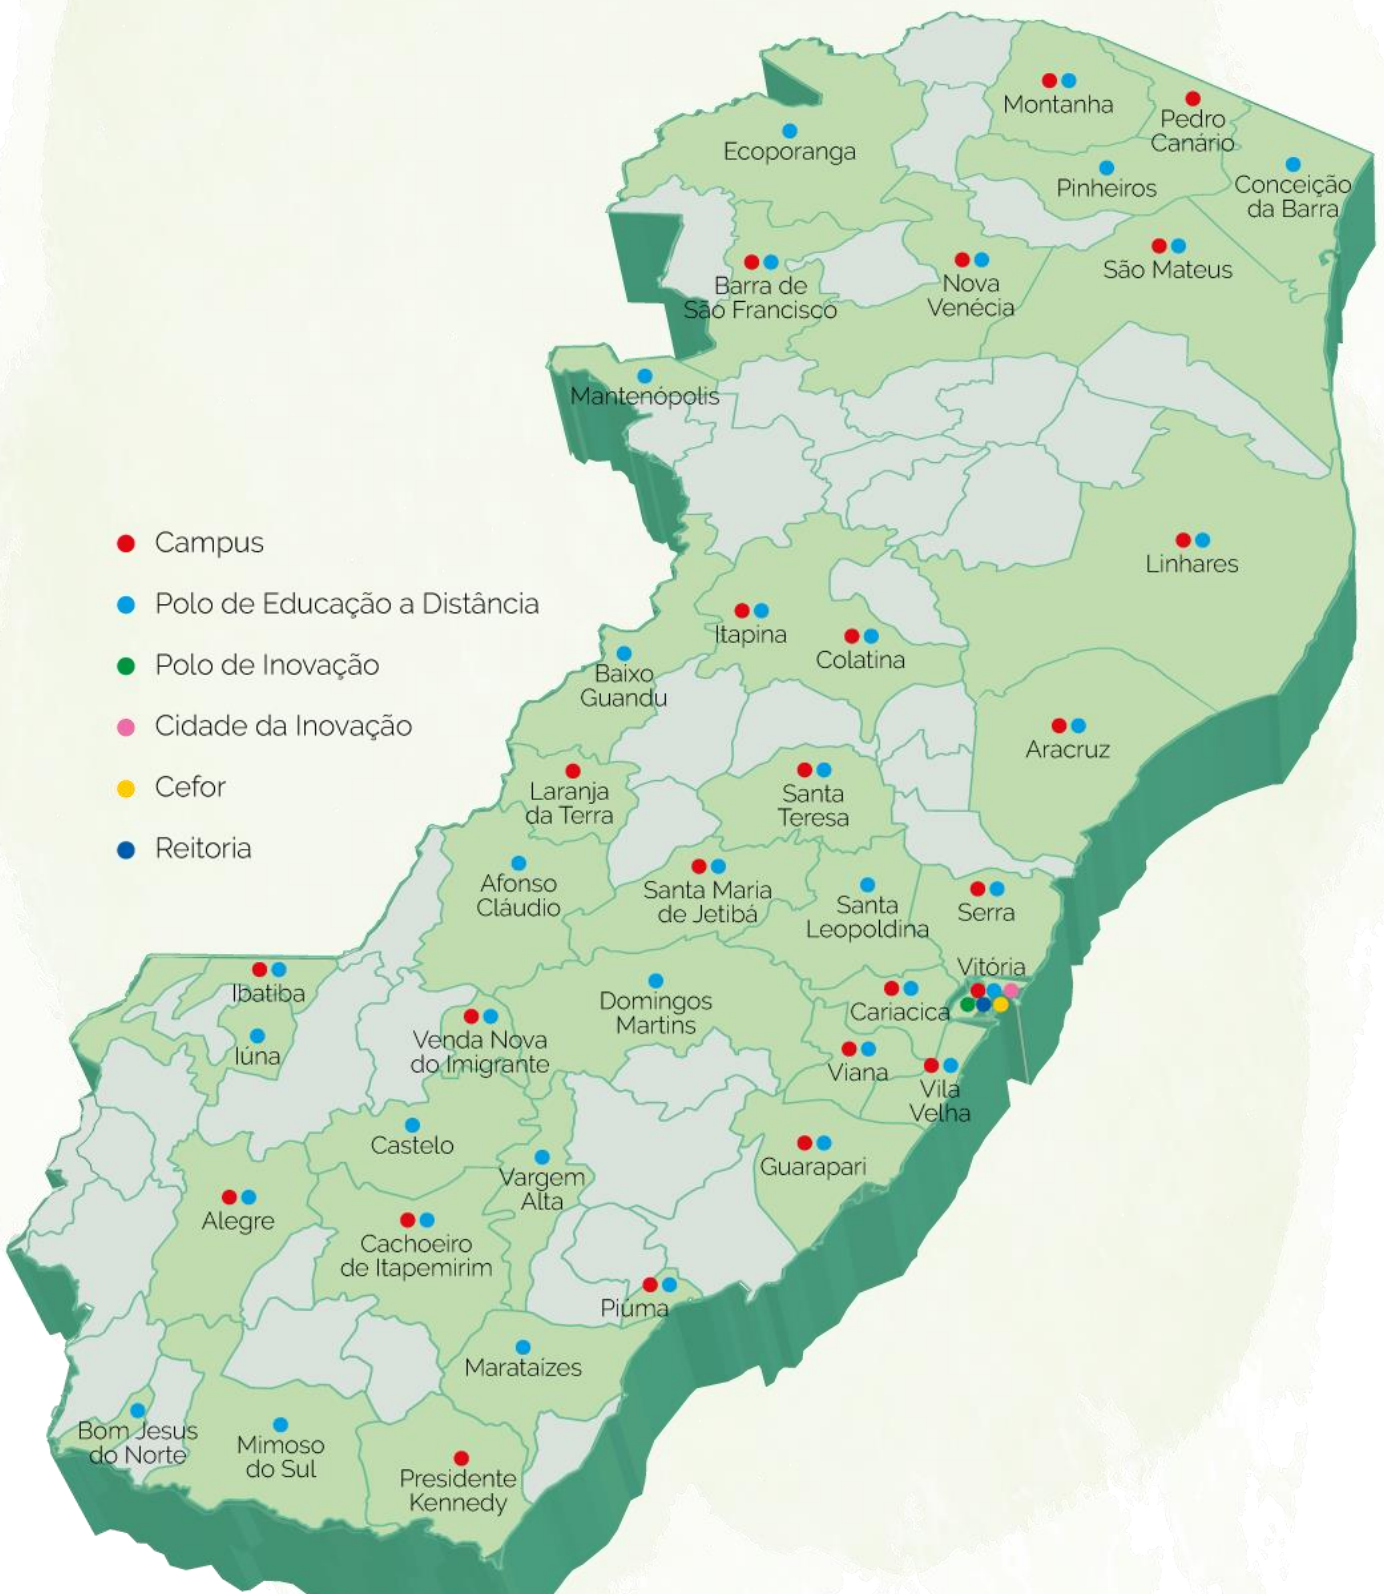 Montanha
Pedro
Canário
Ecoporanga
Pinheiros
Conceição
da Barra
São Mateus
Barra de
São Francisco
Nova
Venécia
Mantenópolis
Campus
Polo de Educação a Distância
Polo de Inovação
Cidade da Inovação
Cefor
Reitoria
Linhares
Itapina
Colatina
Baixo
Guandu
Aracruz
Laranja
da Terra
Santa
Teresa
Afonso
Cláudio
Santa Maria
de Jetibá
Santa
Leopoldina
Serra
Vitória
Ibatiba
Domingos
Martins
Cariacica
Iúna
Venda Nova
do Imigrante
Viana
Vila
Velha
Castelo
Vargem
Alta
Guarapari
Alegre
Cachoeiro
de Itapemirim
Piúma
Marataízes
Bom Jesus
do Norte
Mimoso
do Sul
Presidente
Kennedy